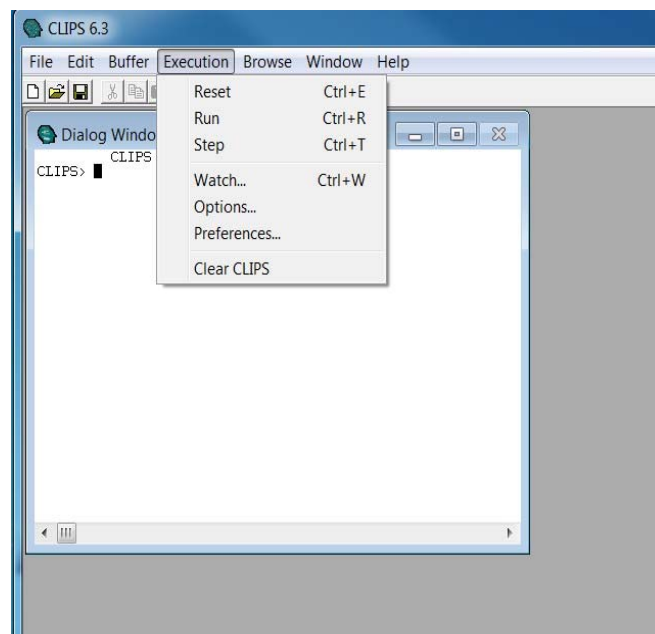 CLIPS 6.3
File Edit Buffer Execution Browse Window Help
Reset Ctrl+E
Run Ctrl+R
Step Ctrl+T
Watch... Ctrl+W
Options...
Preferences...
Clear CLIPS
Dialog Windo
CLIPS
CLIPS>